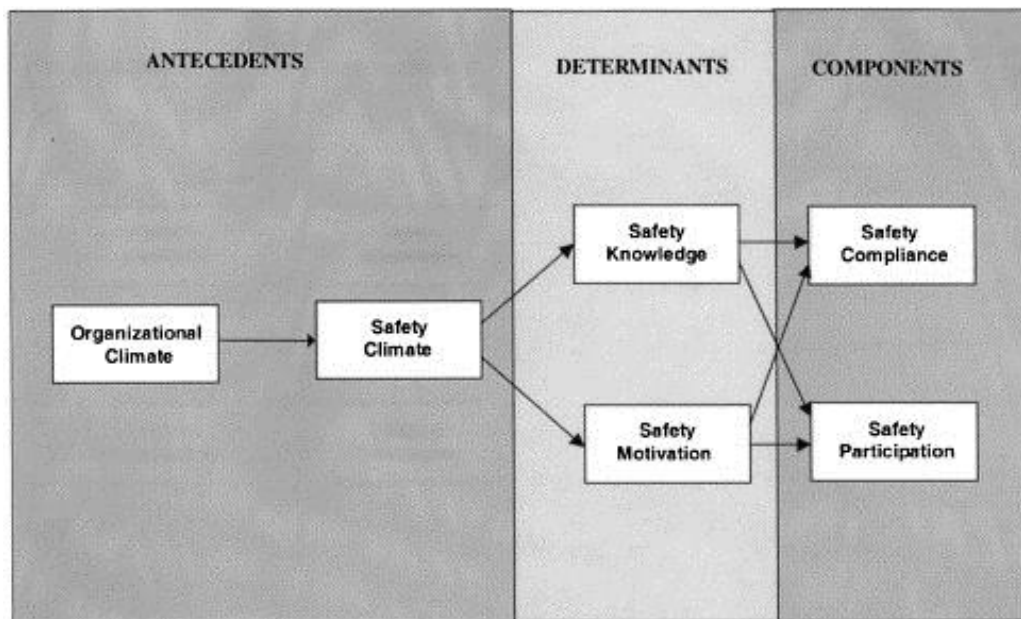 ANTECEDENTS
DETERMINANTS
COMPONENTS
Organizational
Climate
Safety
Climate
Safety
Knowledge
Safety
Motivation
Safety
Compliance
Safety
Participation